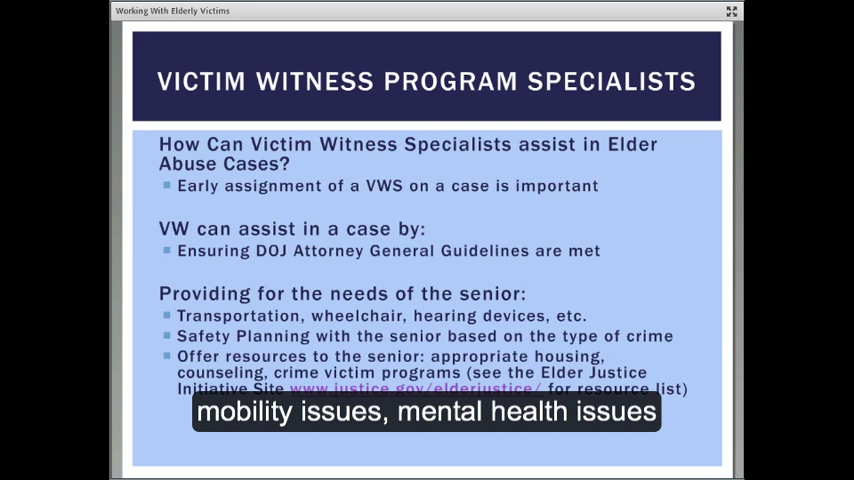 Working With Elderly Victims
VICTIM WITNESS PROGRAM SPECIALISTS
How Can Victim Witness Specialists assist in Elder
Abuse Cases?
Early assignment of a VWS on a case is important
VW can assist in a case by:
Ensuring DOJ Attorney General Guidelines are met
Providing for the needs of the senior:
Transportation, wheelchair, hearing devices, etc.
Safety Planning with the senior based on the type of crime
Offer resources to the senior: appropriate housing,
counseling, crime victim programs (see the Elder Justice
Initiative Site www.justice.gov/elderjustice/ for resource list)
mobility issues, mental health issues